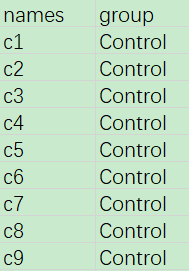 names group
c1 Control
c2 Control
c3 Control
c4 Control
c5 Control
c6 Control
c7 Control
c8 Control
c9 Control